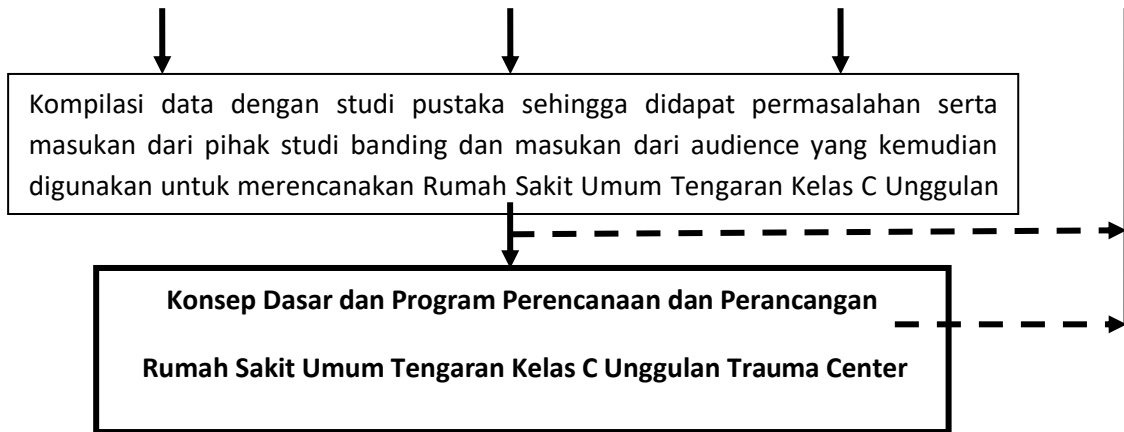 Kompilasi data dengan studi pustaka sehingga didapat permasalahan serta
masukan dari pihak studi banding dan masukan dari audience yang kemudian
digunakan untuk merencanakan Rumah Sakit Umum Tengaran Kelas C Unggulan
Konsep Dasar dan Program Perencanaan dan Perancangan
Rumah Sakit Umum Tengaran Kelas C Unggulan Trauma Center